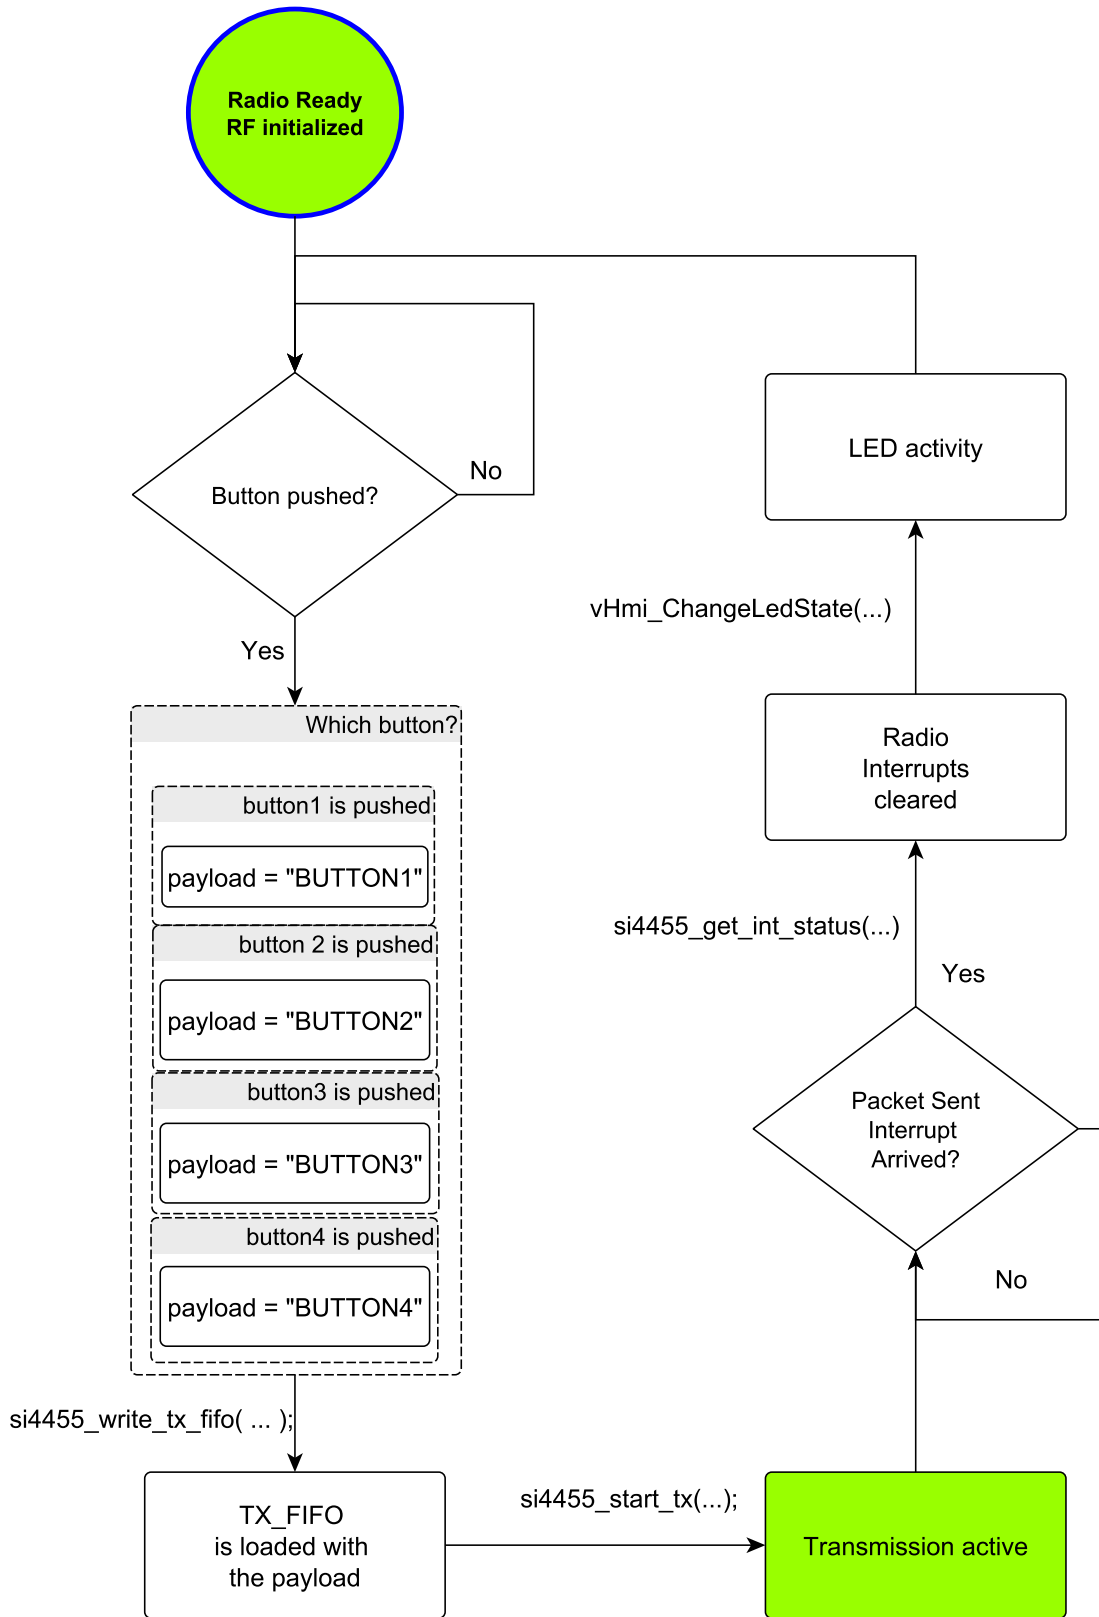 Radio Ready
RF initialized
Button pushed?
No
Yes
Which button?
button1 is pushed
payload = "BUTTON1"
button 2 is pushed
payload = "BUTTON2"
button3 is pushed
payload = "BUTTON3"
button4 is pushed
payload = "BUTTON4"
si4455_write_tx_fifo( ... );
TX_FIFO
is loaded with
the payload
si4455_start_tx(...);
Transmission active
No
Packet Sent
Interrupt
Arrived?
Yes
si4455_get_int_status(...)
Radio
Interrupts
cleared
vHmi_ChangeLedState(...)
LED activity